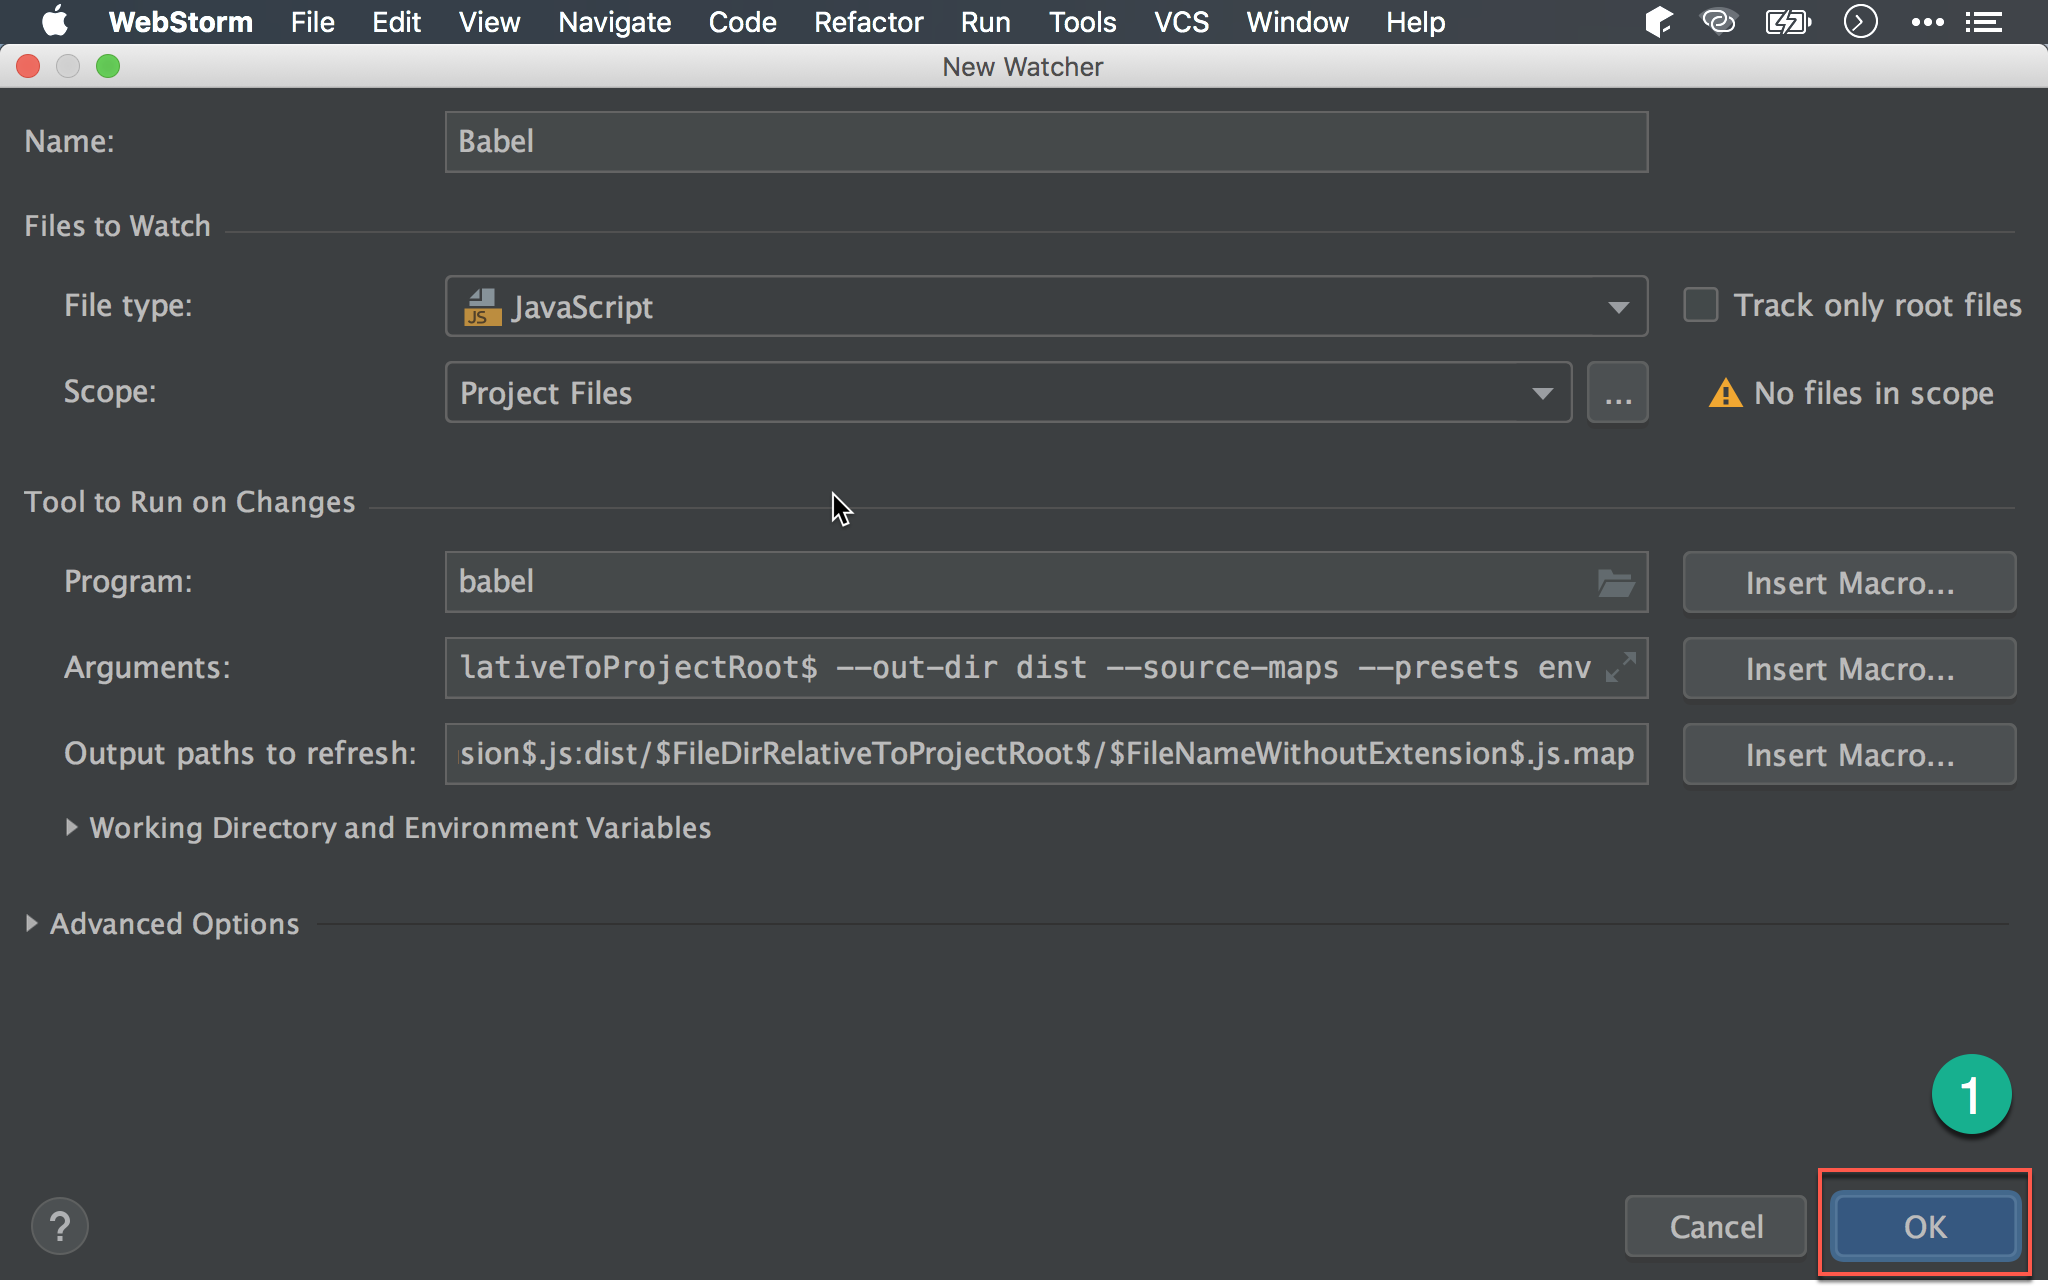 WebStorm File Edit View Navigate Code Refactor Run Tools VCS Window Help
New Watcher
Name: Babel
Files to Watch
File type: JS JavaScript Track only root files
Scope: Project Files ... No files in scope
Tool to Run on Changes
Program: babel Insert Macro...
Arguments: lativeToProjectRoot$ --out-dir dist --source-maps --presets env Insert Macro...
Output paths to refresh: sion$.js:dist/$FileDirRelativeToProjectRoot$/$FileNameWithoutExtension$.js.map Insert Macro...
Working Directory and Environment Variables
Advanced Options
1
? Cancel OK